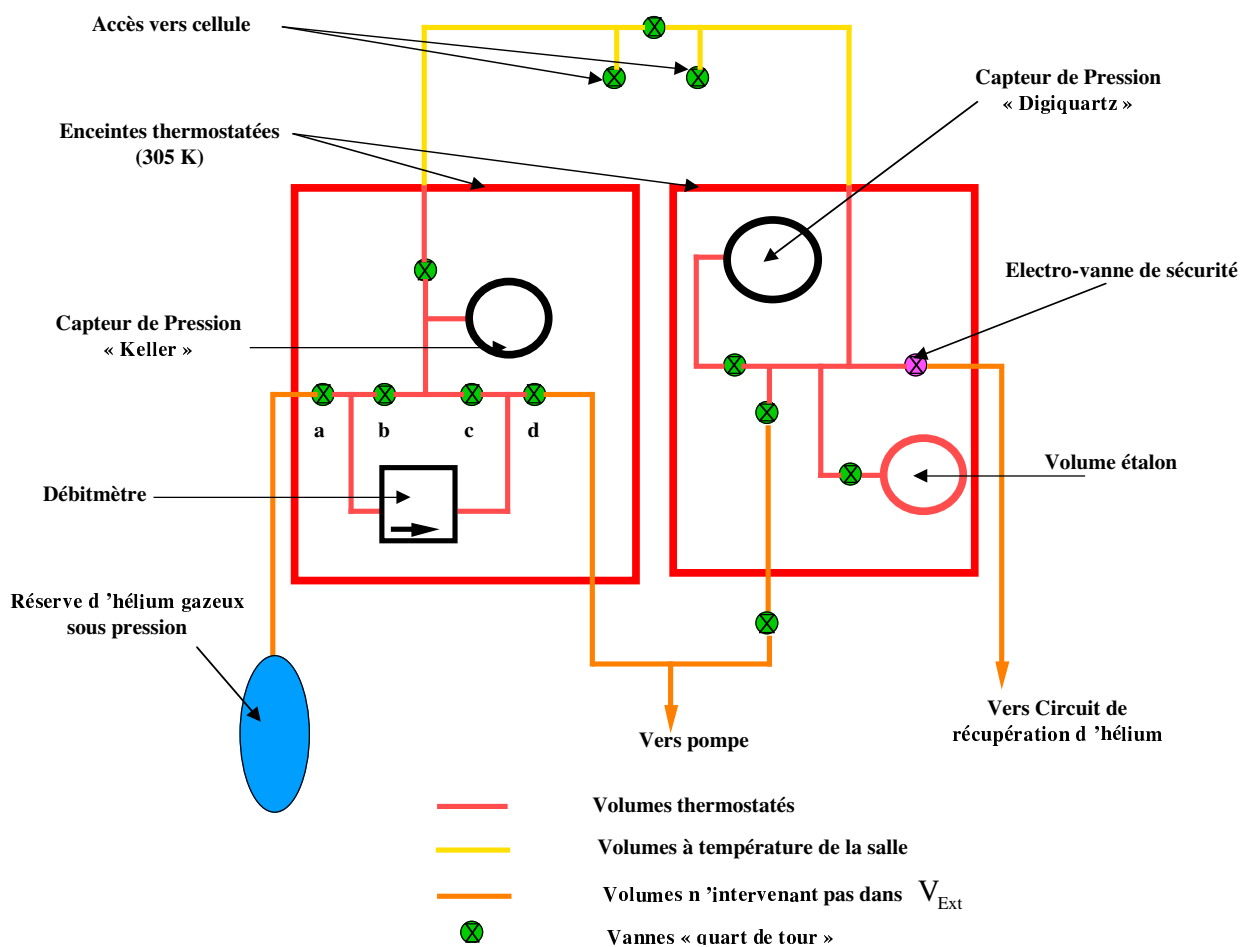 Accès vers cellule
Capteur de Pression
« Digiquartz »
Enceintes thermostatées
(305 K)
Electro-vanne de sécurité
Capteur de Pression
« Keller »
a b c d
Volume étalon
Débitmètre
Réserve d ’hélium gazeux
sous pression
Vers Circuit de
récupération d ’hélium
Vers pompe
Volumes thermostatés
Volumes à température de la salle
Volumes n ’intervenant pas dans V_Ext
Vannes « quart de tour »